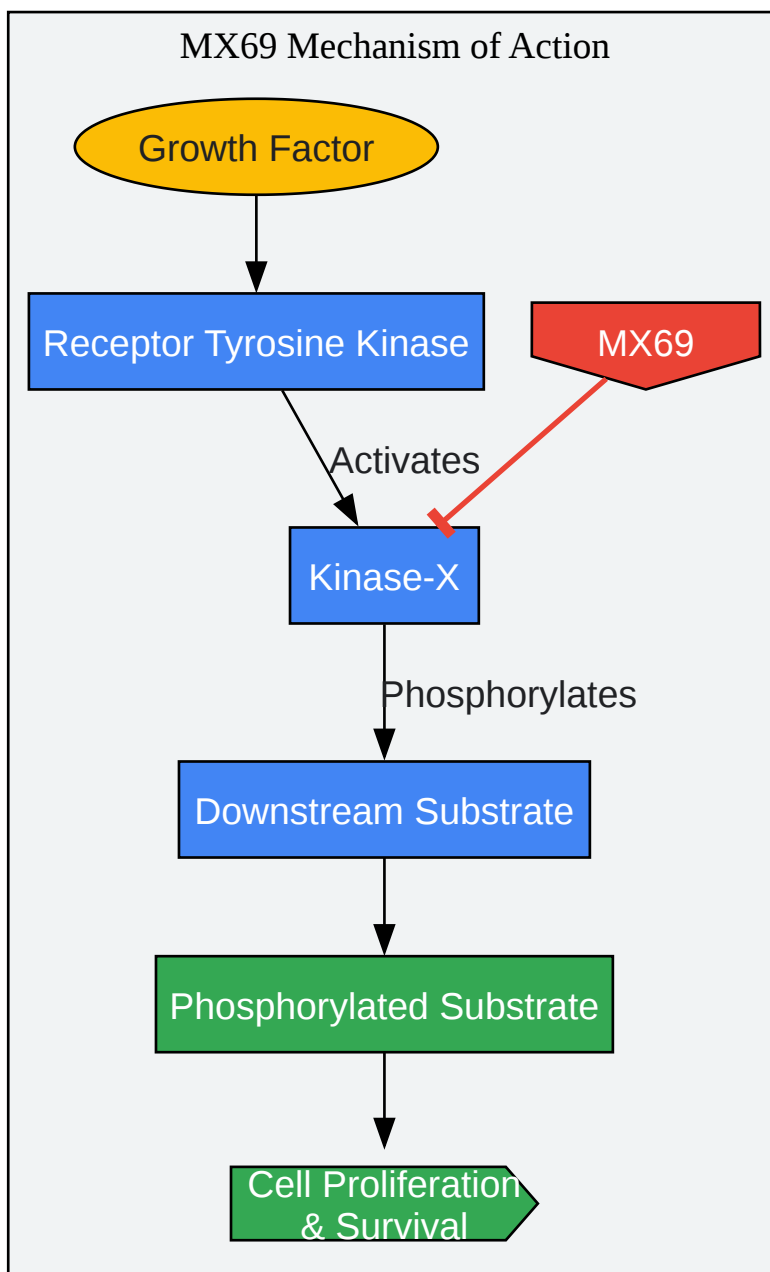 MX69 Mechanism of Action
Growth Factor
Receptor Tyrosine Kinase
MX69
Activates
Kinase-X
Phosphorylates
Downstream Substrate
Phosphorylated Substrate
Cell Proliferation
& Survival